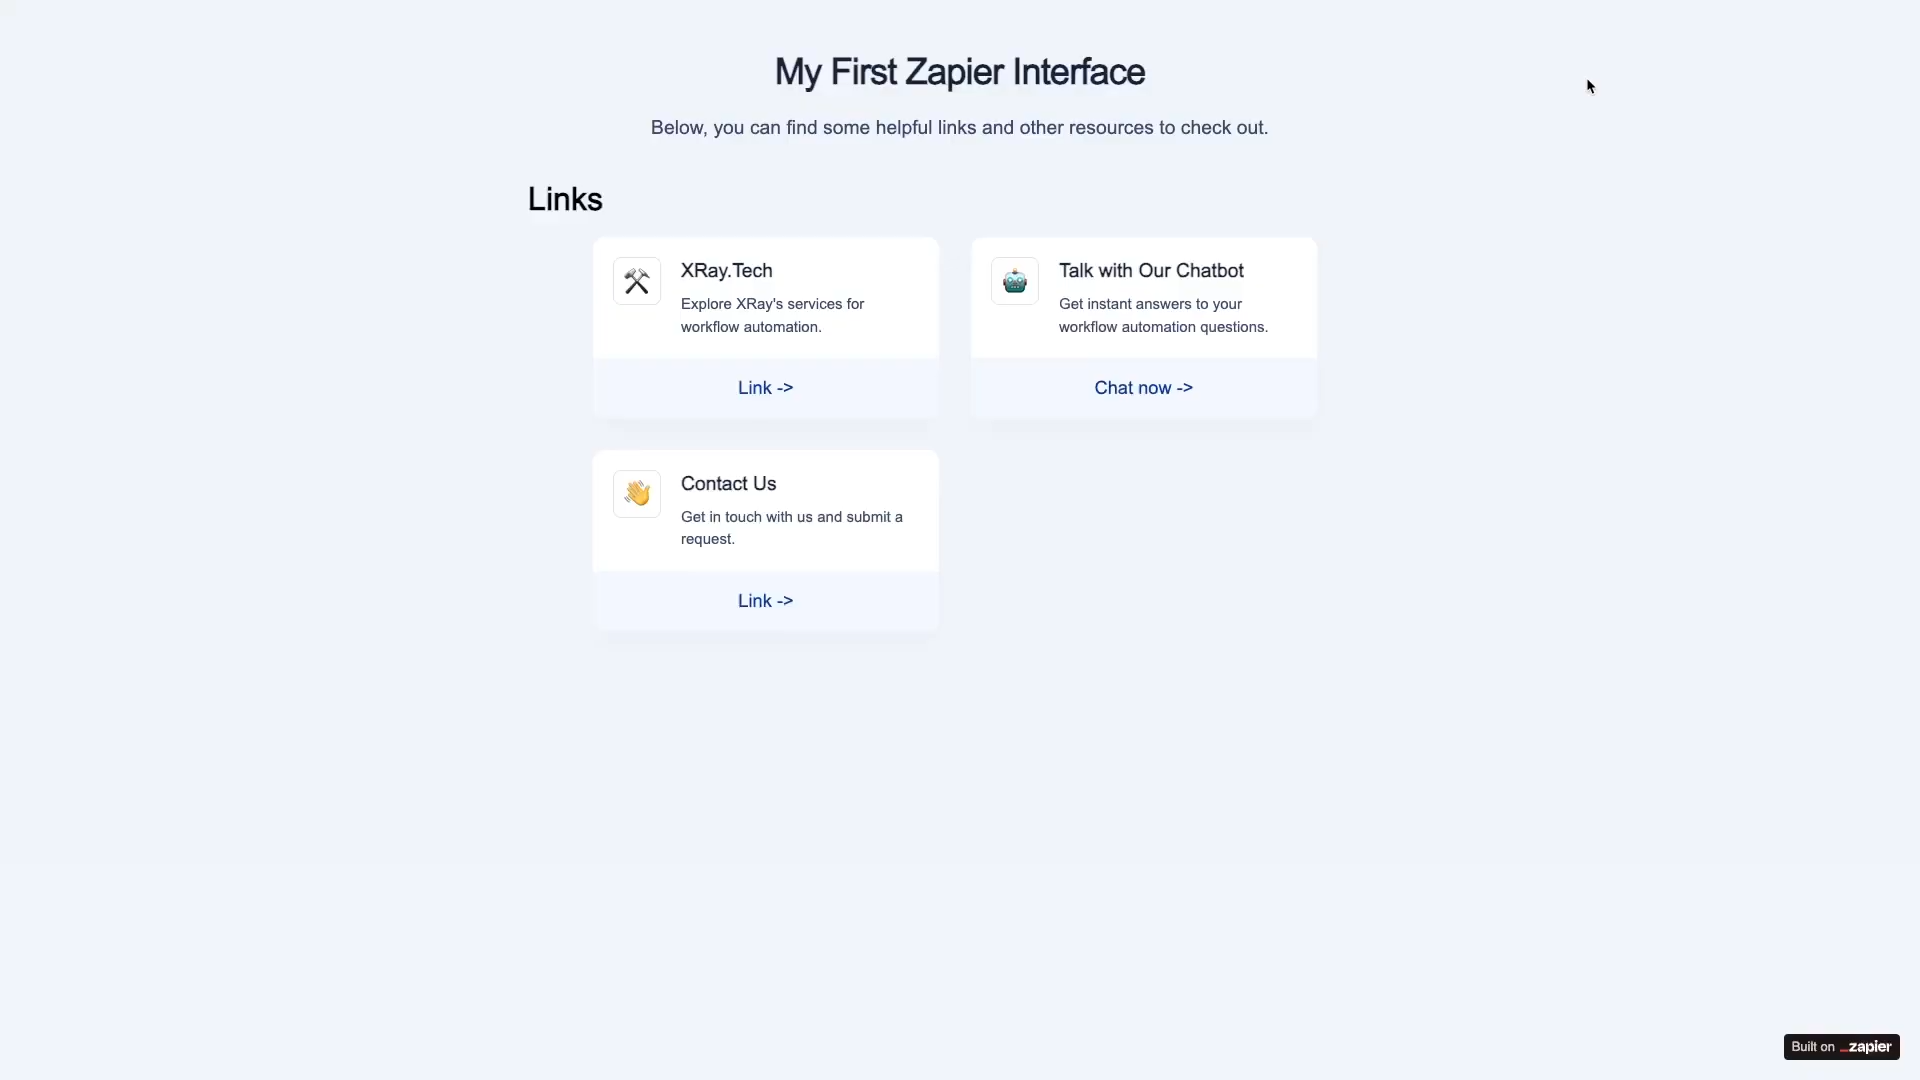 My First Zapier Interface
Below, you can find some helpful links and other resources to check out.
Links
XRay.Tech
Explore XRay's services for
workflow automation.
Link ->
Talk with Our Chatbot
Get instant answers to your
workflow automation questions.
Chat now ->
Contact Us
Get in touch with us and submit a
request.
Link ->
Built on _zapier